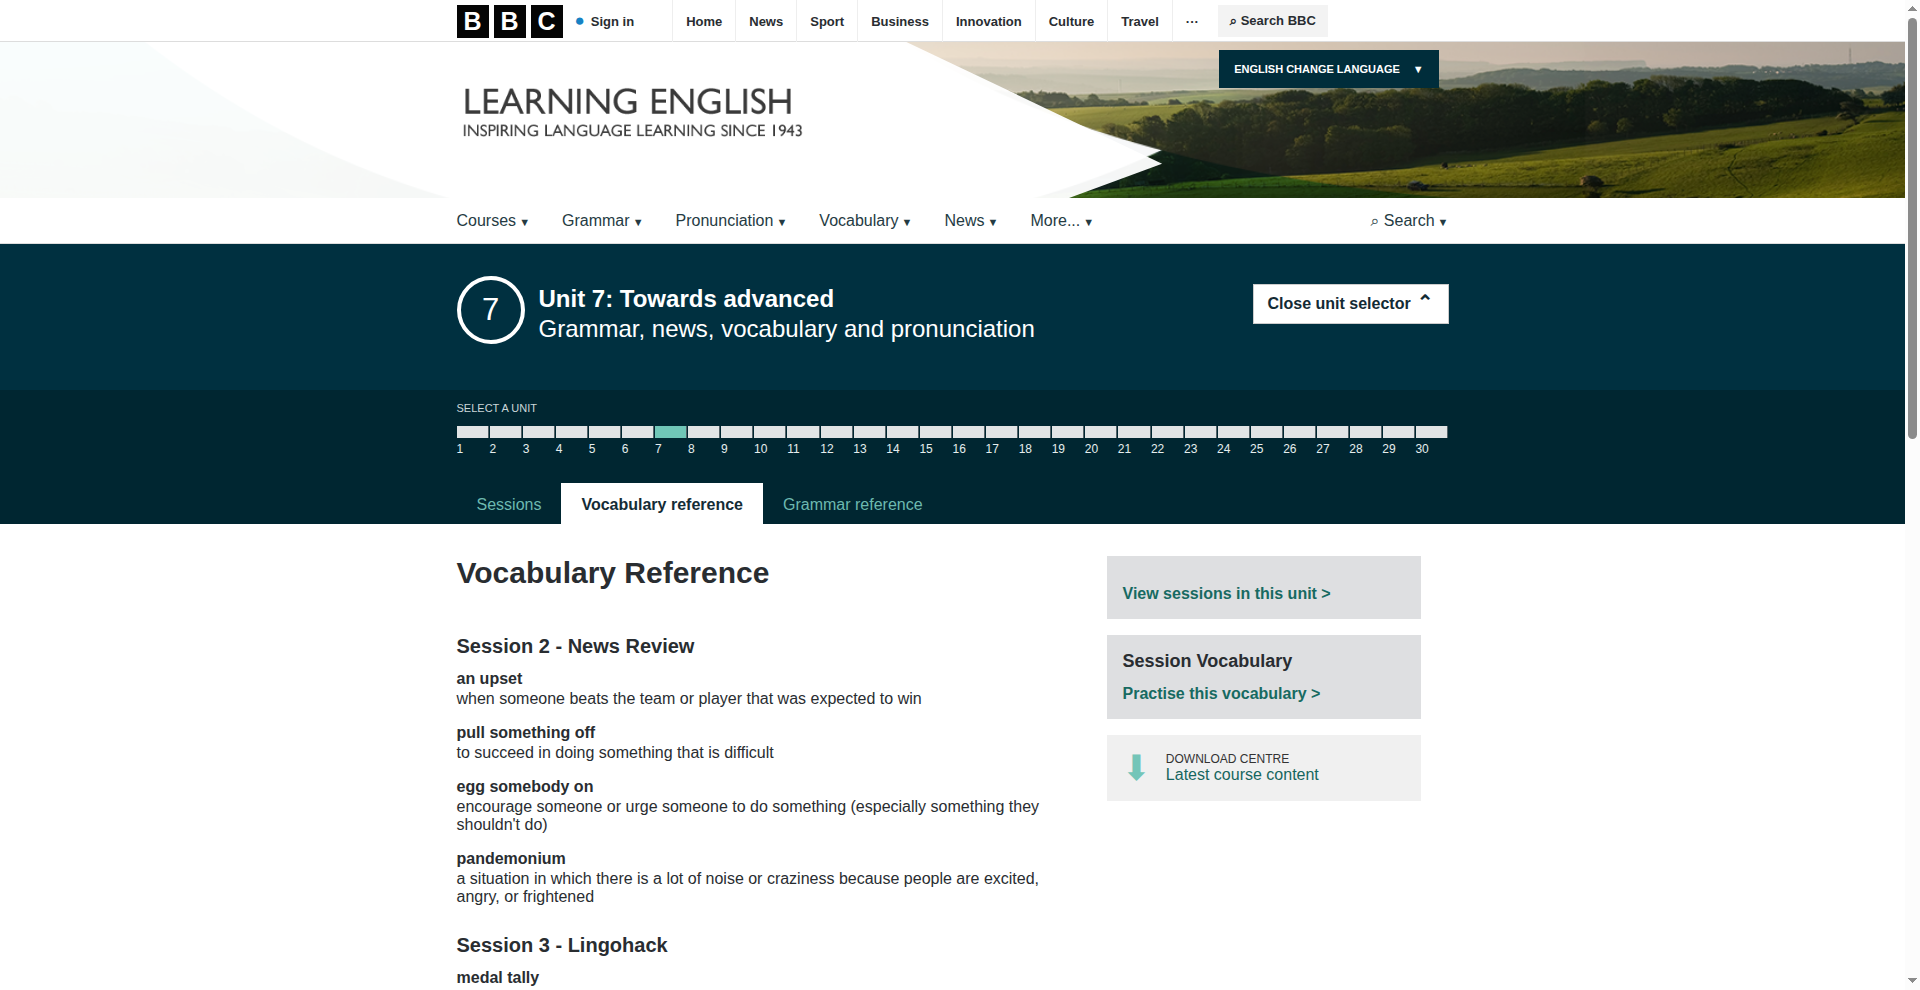 BBC Sign in Home News Sport Business Innovation Culture Travel ... Search BBC
ENGLISH CHANGE LANGUAGE
LEARNING ENGLISH
INSPIRING LANGUAGE LEARNING SINCE 1943
Courses Grammar Pronunciation Vocabulary News More... Search
7
Unit 7: Towards advanced
Grammar, news, vocabulary and pronunciation
Close unit selector
SELECT A UNIT
1 2 3 4 5 6 7 8 9 10 11 12 13 14 15 16 17 18 19 20 21 22 23 24 25 26 27 28 29 30
Sessions Vocabulary reference Grammar reference
Vocabulary Reference
Session 2 - News Review
an upset
when someone beats the team or player that was expected to win
pull something off
to succeed in doing something that is difficult
egg somebody on
encourage someone or urge someone to do something (especially something they
shouldn't do)
pandemonium
a situation in which there is a lot of noise or craziness because people are excited,
angry, or frightened
Session 3 - Lingohack
medal tally
View sessions in this unit >
Session Vocabulary
Practise this vocabulary >
DOWNLOAD CENTRE
Latest course content